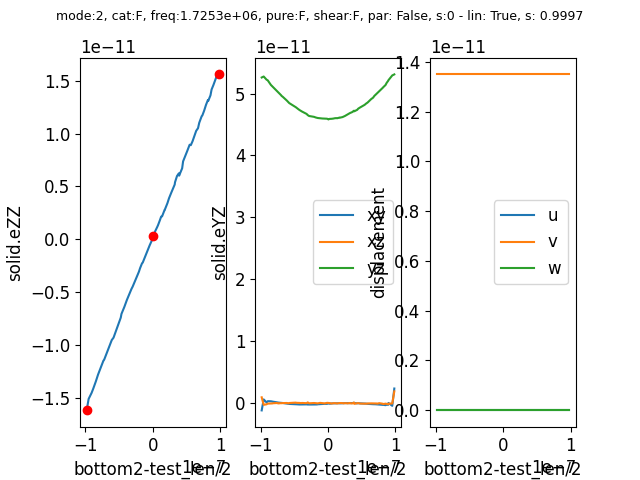 mode:2, cat:F, freq:1.7253e+06, pure:F, shear:F, par: False, s:0 - lin: True, s: 0.9997
1e−11
1.5
1.0
0.5
0.0
−0.5
−1.0
−1.5
solid.eZZ
−1
0
1
1e−7
bottom2-test_len/2
5
4
3
2
1
0
solid.eYZ
xy
xz
yz
−1
0
1
1e−7
bottom2-test_len/2
1e−11
1.4
1.2
1.0
0.8
0.6
0.4
0.2
0.0
displacement
u
v
w
−1
0
1
1e−7
bottom2-test_len/2